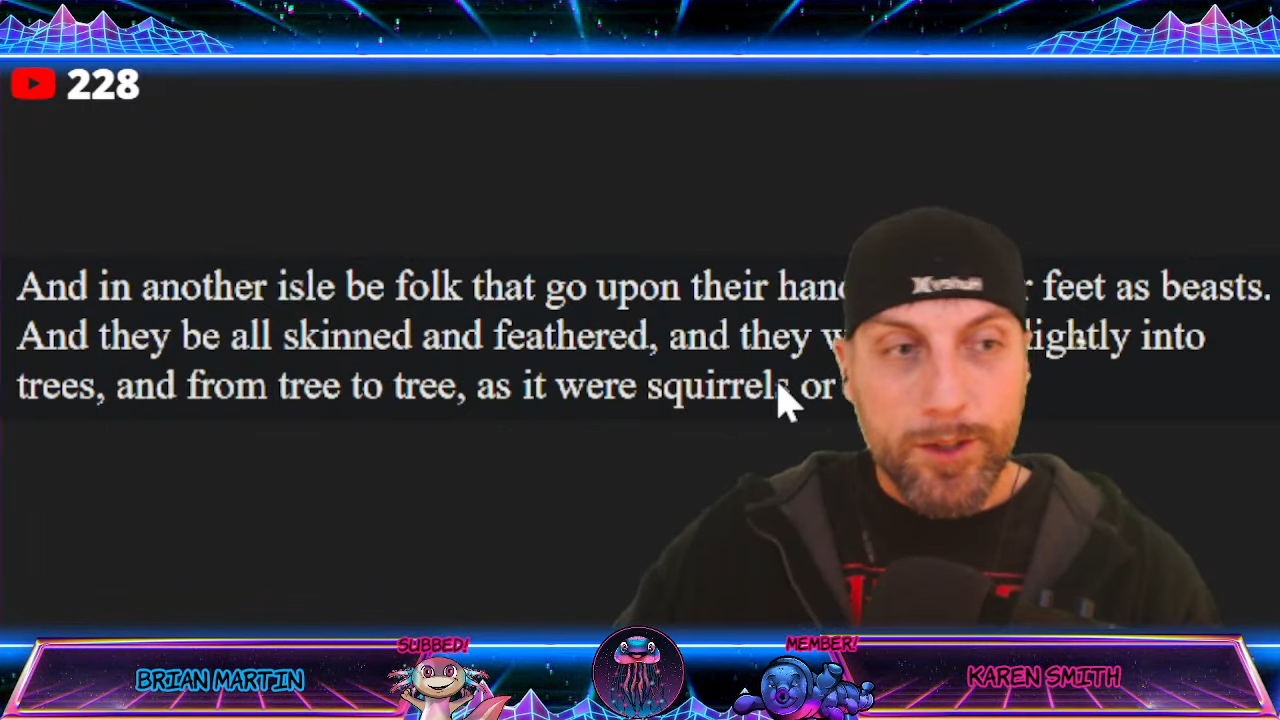 228
And in another isle be folk that go upon their feet as beasts.
And they be all skinned and feathered, and they lightly into
trees, and from tree to tree, as it were squirrels or
SUBBED!
MEMBER!
BRIAN MARTIN
KAREN SMITH